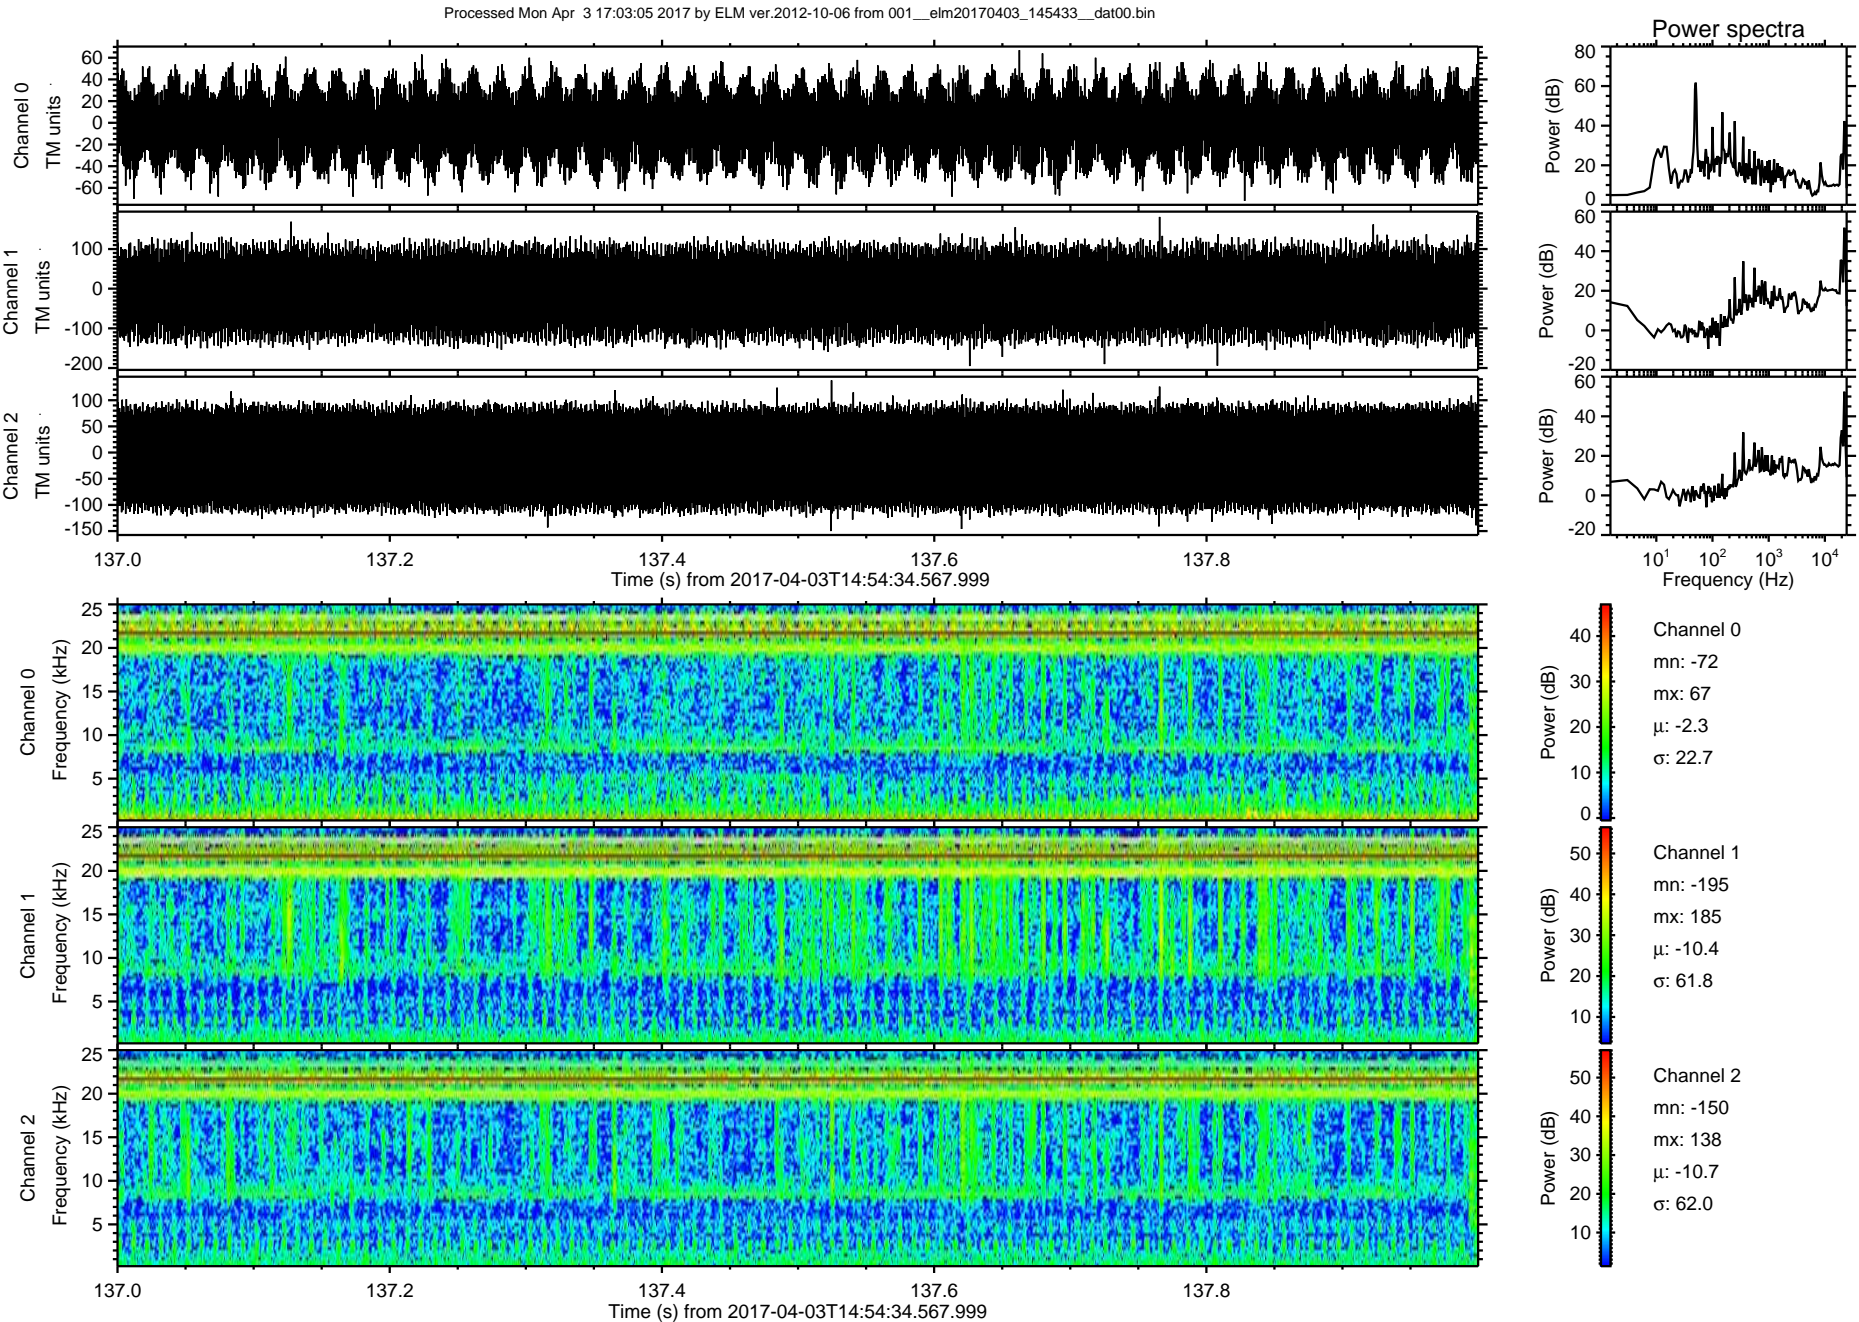 Processed Mon Apr  3 17:03:05 2017 by ELM ver.2012-10-06 from 001__elm20170403_145433__dat00.bin
Power spectra
Channel 0
TM units
60
40
20
0
-20
-40
-60
Power (dB)
80
60
40
20
0
Channel 1
TM units
100
0
-100
-200
Power (dB)
60
40
20
0
-20
Channel 2
TM units
100
50
0
-50
-100
-150
Power (dB)
60
40
20
0
-20
137.0 137.2 137.4 137.6 137.8
Time (s) from 2017-04-03T14:54:34.567.999
10¹ 10² 10³ 10⁴
Frequency (Hz)
Channel 0
Frequency (kHz)
25
20
15
10
5
Power (dB)
40
30
20
10
0
Channel 0
mn: -72
mx: 67
μ: -2.3
σ: 22.7
Channel 1
Frequency (kHz)
25
20
15
10
5
Power (dB)
50
40
30
20
10
Channel 1
mn: -195
mx: 185
μ: -10.4
σ: 61.8
Channel 2
Frequency (kHz)
25
20
15
10
5
Power (dB)
50
40
30
20
10
Channel 2
mn: -150
mx: 138
μ: -10.7
σ: 62.0
137.0 137.2 137.4 137.6 137.8
Time (s) from 2017-04-03T14:54:34.567.999